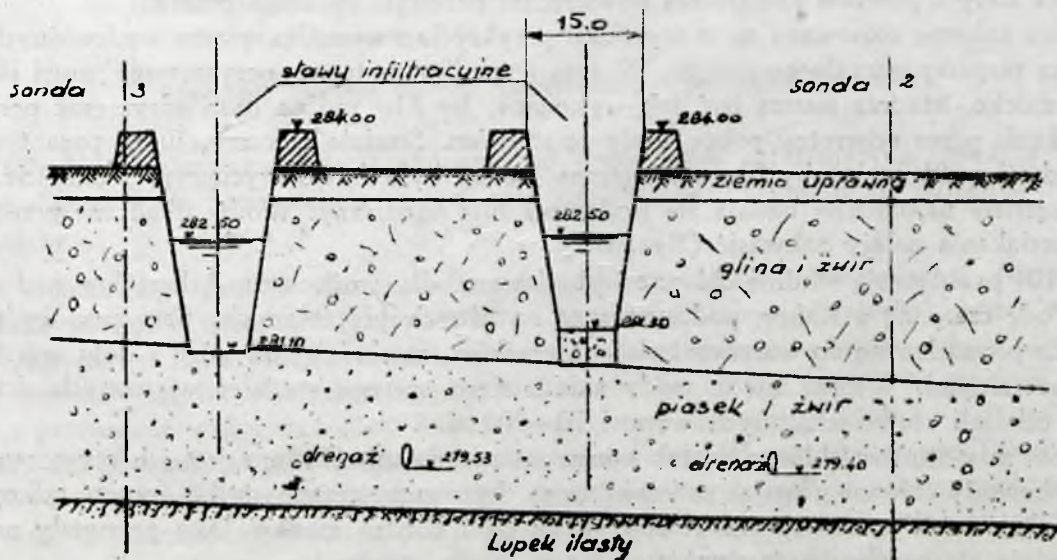 15.0
stawy infiltracyjne
Sonda 3
Sonda 2
284.00
284.00
ziemia uprawna
282.50
282.50
glina i żwir
281.10
281.30
piasek i żwir
drenaż 279,53
drenaż 279.40
Łupek ilasty